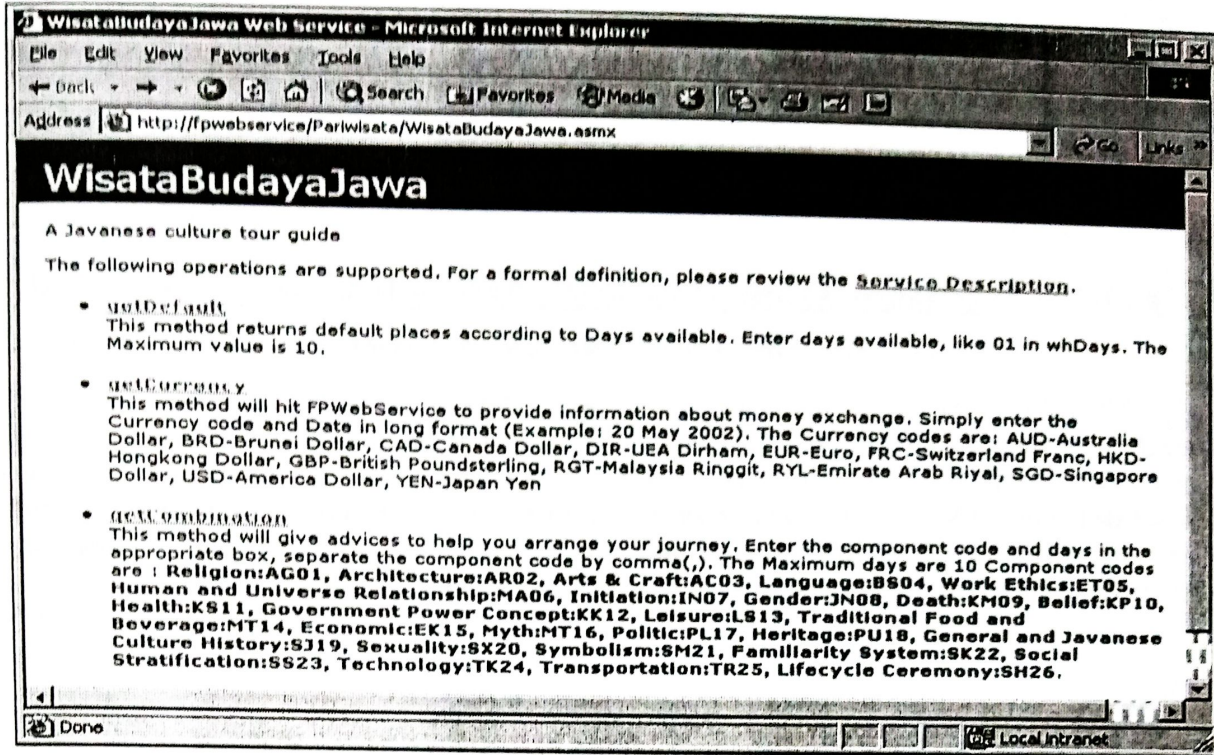 WisataBudayaJawa Web Service - Microsoft Internet Explorer
File Edit View Favorites Tools Help
Back Search Favorites Media
Address http://fpwebservice/Pariwisata/WisataBudayaJawa.asmx Go Links »
WisataBudayaJawa
A Javanese culture tour guide
The following operations are supported. For a formal definition, please review the Service Description.
• getDefault
This method returns default places according to Days available. Enter days available, like 01 in whDays. The
Maximum value is 10.
• getCurrency
This method will hit FPWebService to provide information about money exchange. Simply enter the
Currency code and Date in long format (Example: 20 May 2002). The Currency codes are: AUD-Australia
Dollar, BRD-Brunei Dollar, CAD-Canada Dollar, DIR-UEA Dirham, EUR-Euro, FRC-Switzerland Franc, HKD-
Hongkong Dollar, GBP-British Poundsterling, RGT-Malaysia Ringgit, RYL-Emirate Arab Riyal, SGD-Singapore
Dollar, USD-America Dollar, YEN-Japan Yen
• getCombination
This method will give advices to help you arrange your journey. Enter the component code and days in the
appropriate box, separate the component code by comma(,). The Maximum days are 10 Component codes
are : Religion:AG01, Architecture:AR02, Arts & Craft:AC03, Language:BS04, Work Ethics:ET05,
Human and Universe Relationship:MA06, Initiation:IN07, Gender:JN08, Death:KM09, Belief:KP10,
Health:KS11, Government Power Concept:KK12, Leisure:LS13, Traditional Food and
Beverage:MT14, Economic:EK15, Myth:MT16, Politic:PL17, Heritage:PU18, General and Javanese
Culture History:SJ19, Sexuality:SX20, Symbolism:SM21, Familiarity System:SK22, Social
Stratification:SS23, Technology:TK24, Transportation:TR25, Lifecycle Ceremony:SH26.
Done Local intranet